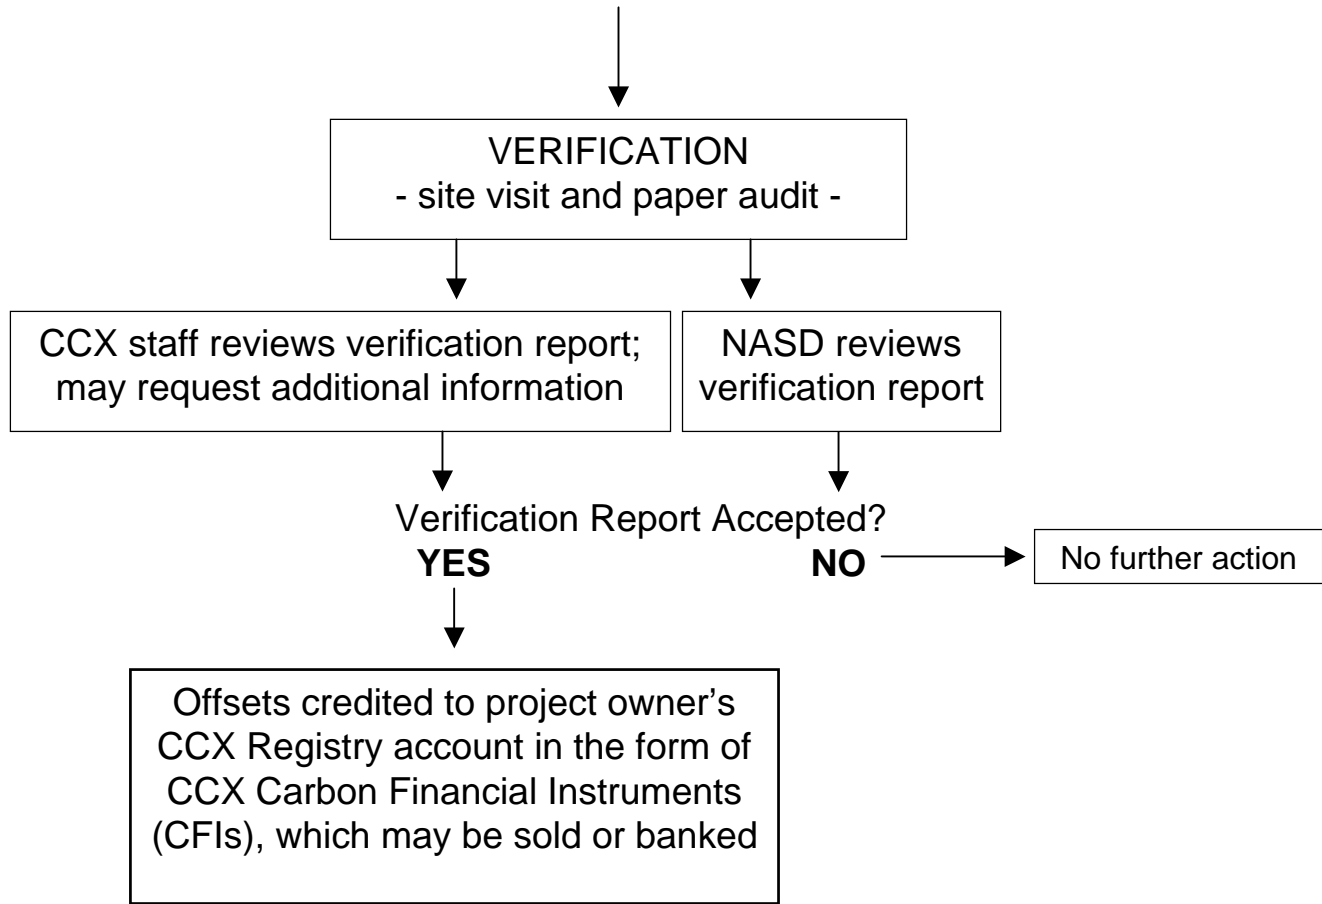 VERIFICATION
- site visit and paper audit -
CCX staff reviews verification report;
may request additional information
NASD reviews
verification report
Verification Report Accepted?
YES
NO
No further action
Offsets credited to project owner’s
CCX Registry account in the form of
CCX Carbon Financial Instruments
(CFIs), which may be sold or banked